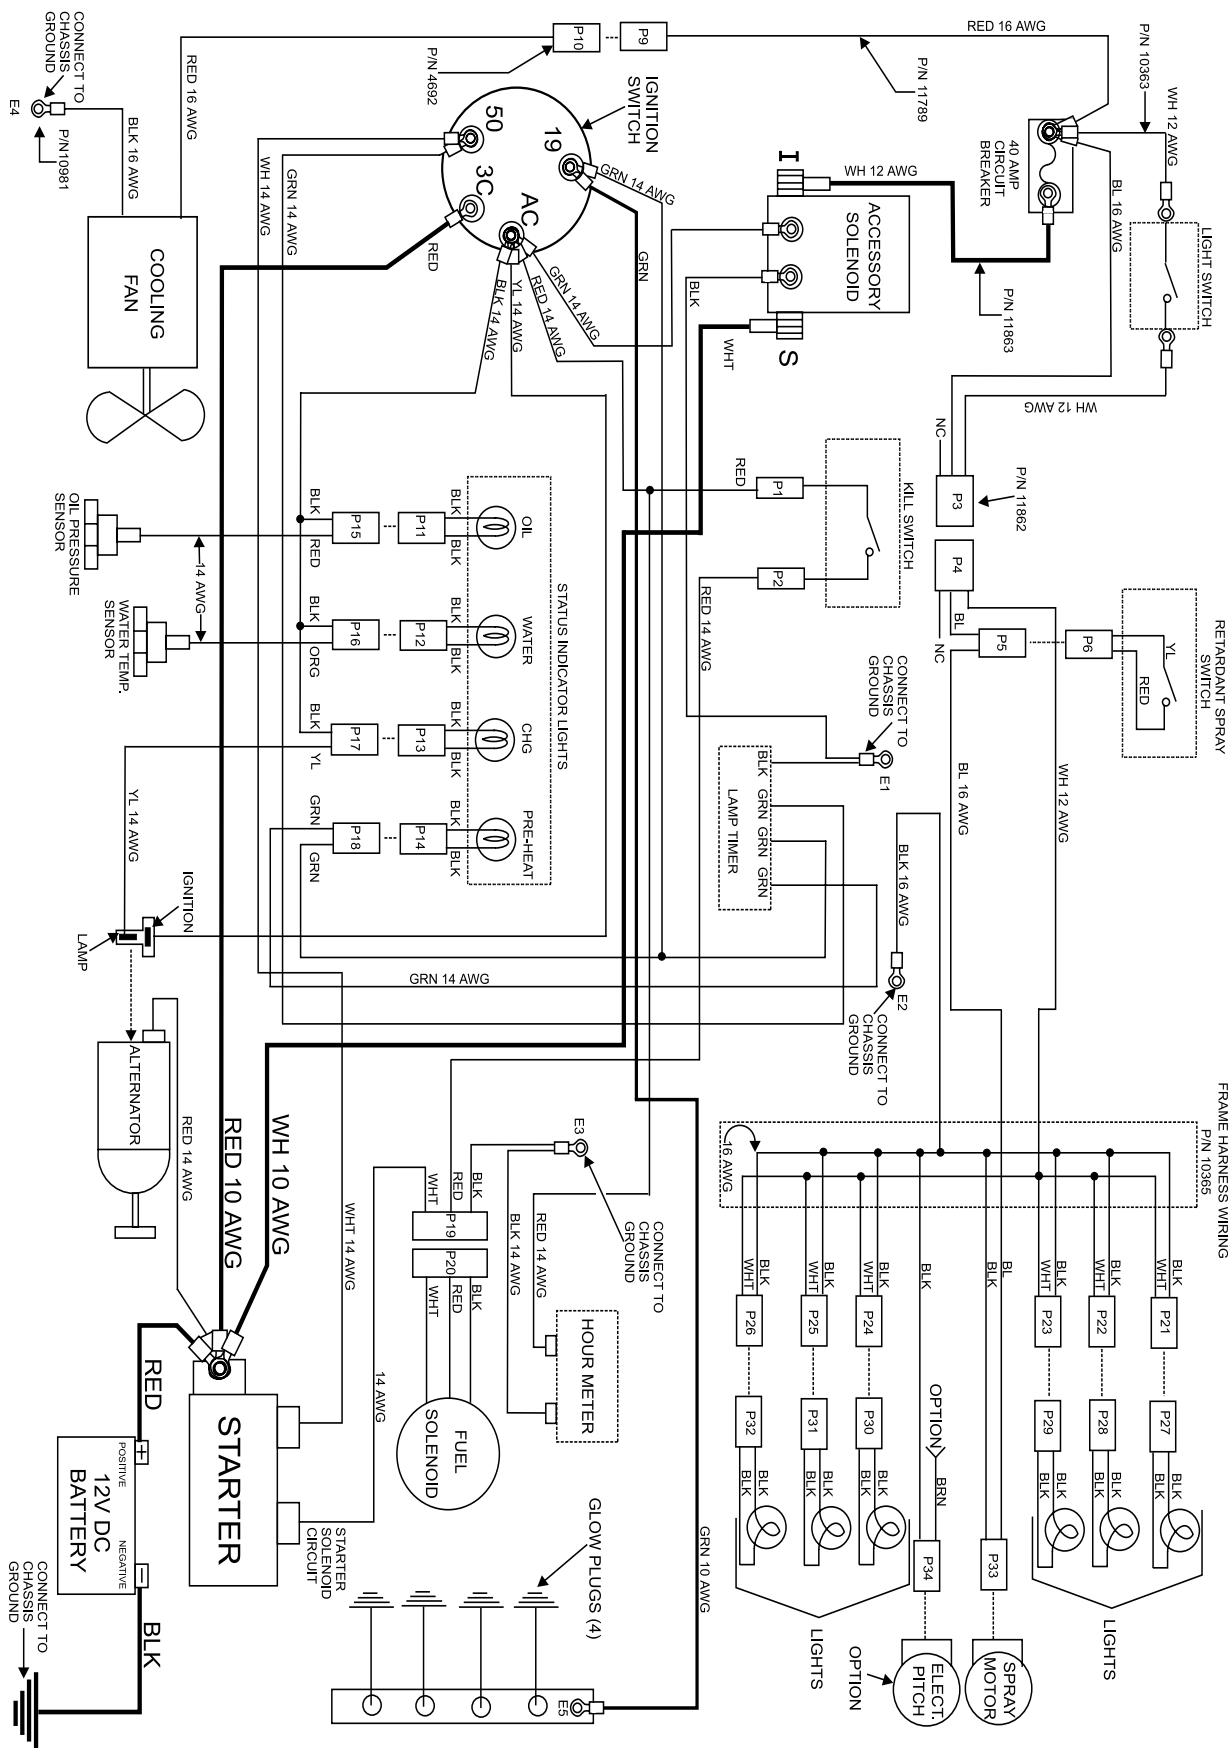 FRAME HARNESS WIRING
P/N 10365
RETARDANT SPRAY
SWITCH
YL
RED
LIGHT SWITCH
WH 12 AWG
P/N 10363
RED 16 AWG
P/N 11789
40 AMP
CIRCUIT
BREAKER
BL 16 AWG
WH 12 AWG
P/N 11863
WH 12 AWG
NC
P3
P/N 11862
P4
BL
NC
P5
P6
WH 12 AWG
BL 16 AWG
I
ACCESSORY
SOLENOID
S
WHT
BLK
GRN
KILL SWITCH
P1
P2
RED
RED 14 AWG
P9
P10
P/N 4692
IGNITION
SWITCH
19
50
3C
AC
GRN 14 AWG
GRN 14 AWG
RED 14 AWG
YL 14 AWG
BLK 14 AWG
RED
WH 14 AWG
GRN 14 AWG
RED 16 AWG
BLK 16 AWG
CONNECT TO
CHASSIS
GROUND
E4
P/N10981
COOLING
FAN
STATUS INDICATOR LIGHTS
OIL
WATER
CHG
PRE-HEAT
BLK
BLK
BLK
BLK
BLK
BLK
BLK
BLK
P11
P12
P13
P14
P15
P16
P17
P18
BLK
RED
BLK
ORG
BLK
YL
GRN
GRN
14 AWG
OIL PRESSURE
SENSOR
WATER TEMP.
SENSOR
YL 14 AWG
IGNITION
LAMP
ALTERNATOR
RED 14 AWG
CONNECT TO
CHASSIS
GROUND
E1
BLK
GRN
GRN
GRN
LAMP TIMER
BLK 16 AWG
E2
CONNECT TO
CHASSIS
GROUND
GRN 14 AWG
16 AWG
RED 10 AWG
WH 10 AWG
WHT 14 AWG
E3
CONNECT TO
CHASSIS
GROUND
BLK
RED
WHT
P19
P20
BLK
RED
WHT
RED 14 AWG
BLK 14 AWG
HOUR METER
FUEL
SOLENOID
14 AWG
STARTER
STARTER
SOLENOID
CIRCUIT
RED
POSITIVE
NEGATIVE
+
–
12V DC
BATTERY
BLK
CONNECT TO
CHASSIS
GROUND
GLOW PLUGS (4)
GRN 10 AWG
E5
BLK
WHT
BLK
WHT
BLK
WHT
BL
BLK
BLK
BLK
WHT
BLK
WHT
BLK
WHT
P21
P22
P23
P24
P25
P26
P27
P28
P29
P30
P31
P32
BLK
BLK
BLK
BLK
BLK
BLK
BLK
BLK
BLK
BLK
BLK
BLK
OPTION
BRN
P33
P34
LIGHTS
LIGHTS
SPRAY
MOTOR
ELECT.
PITCH
OPTION